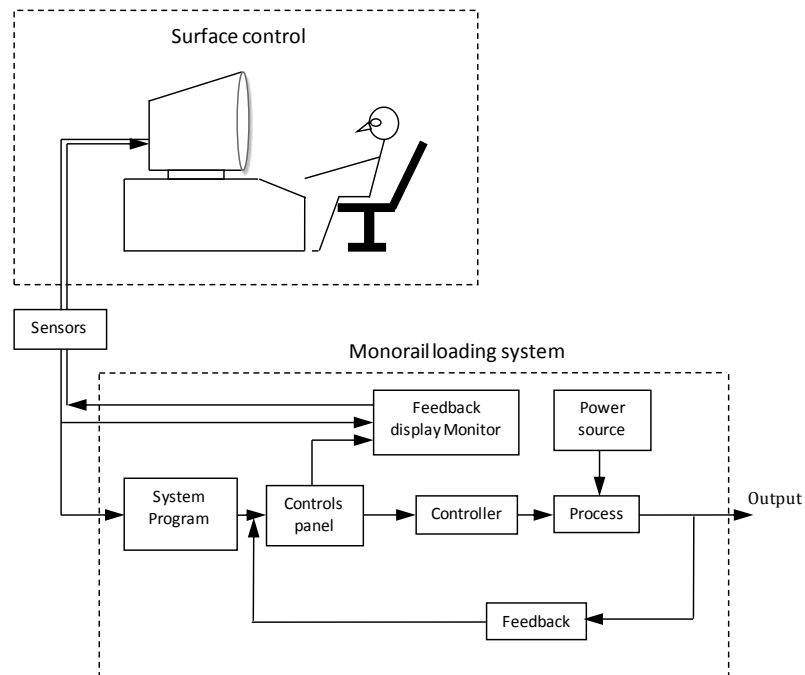 Surface control
Sensors
Monorail loading system
Feedback
display Monitor
Power
source
System
Program
Controls
panel
Controller
Process
Output
Feedback